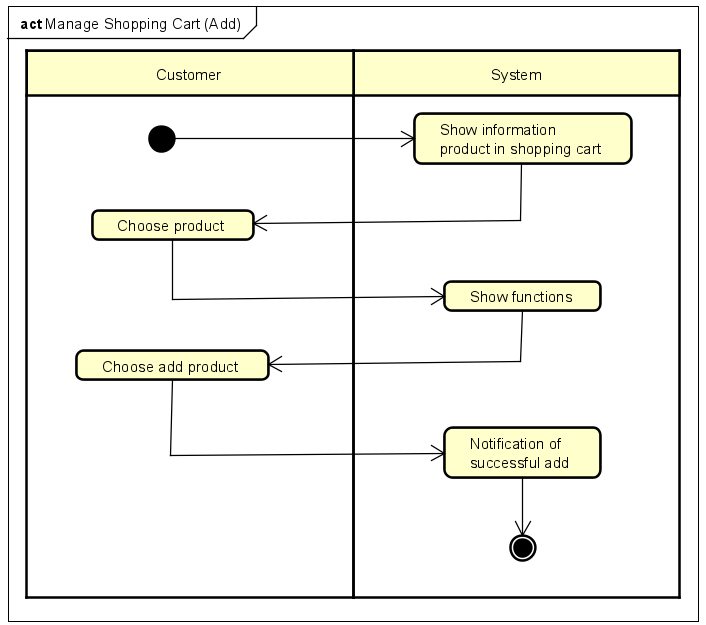 act Manage Shopping Cart (Add)
Customer
System
Show information
product in shopping cart
Choose product
Show functions
Choose add product
Notification of
successful add